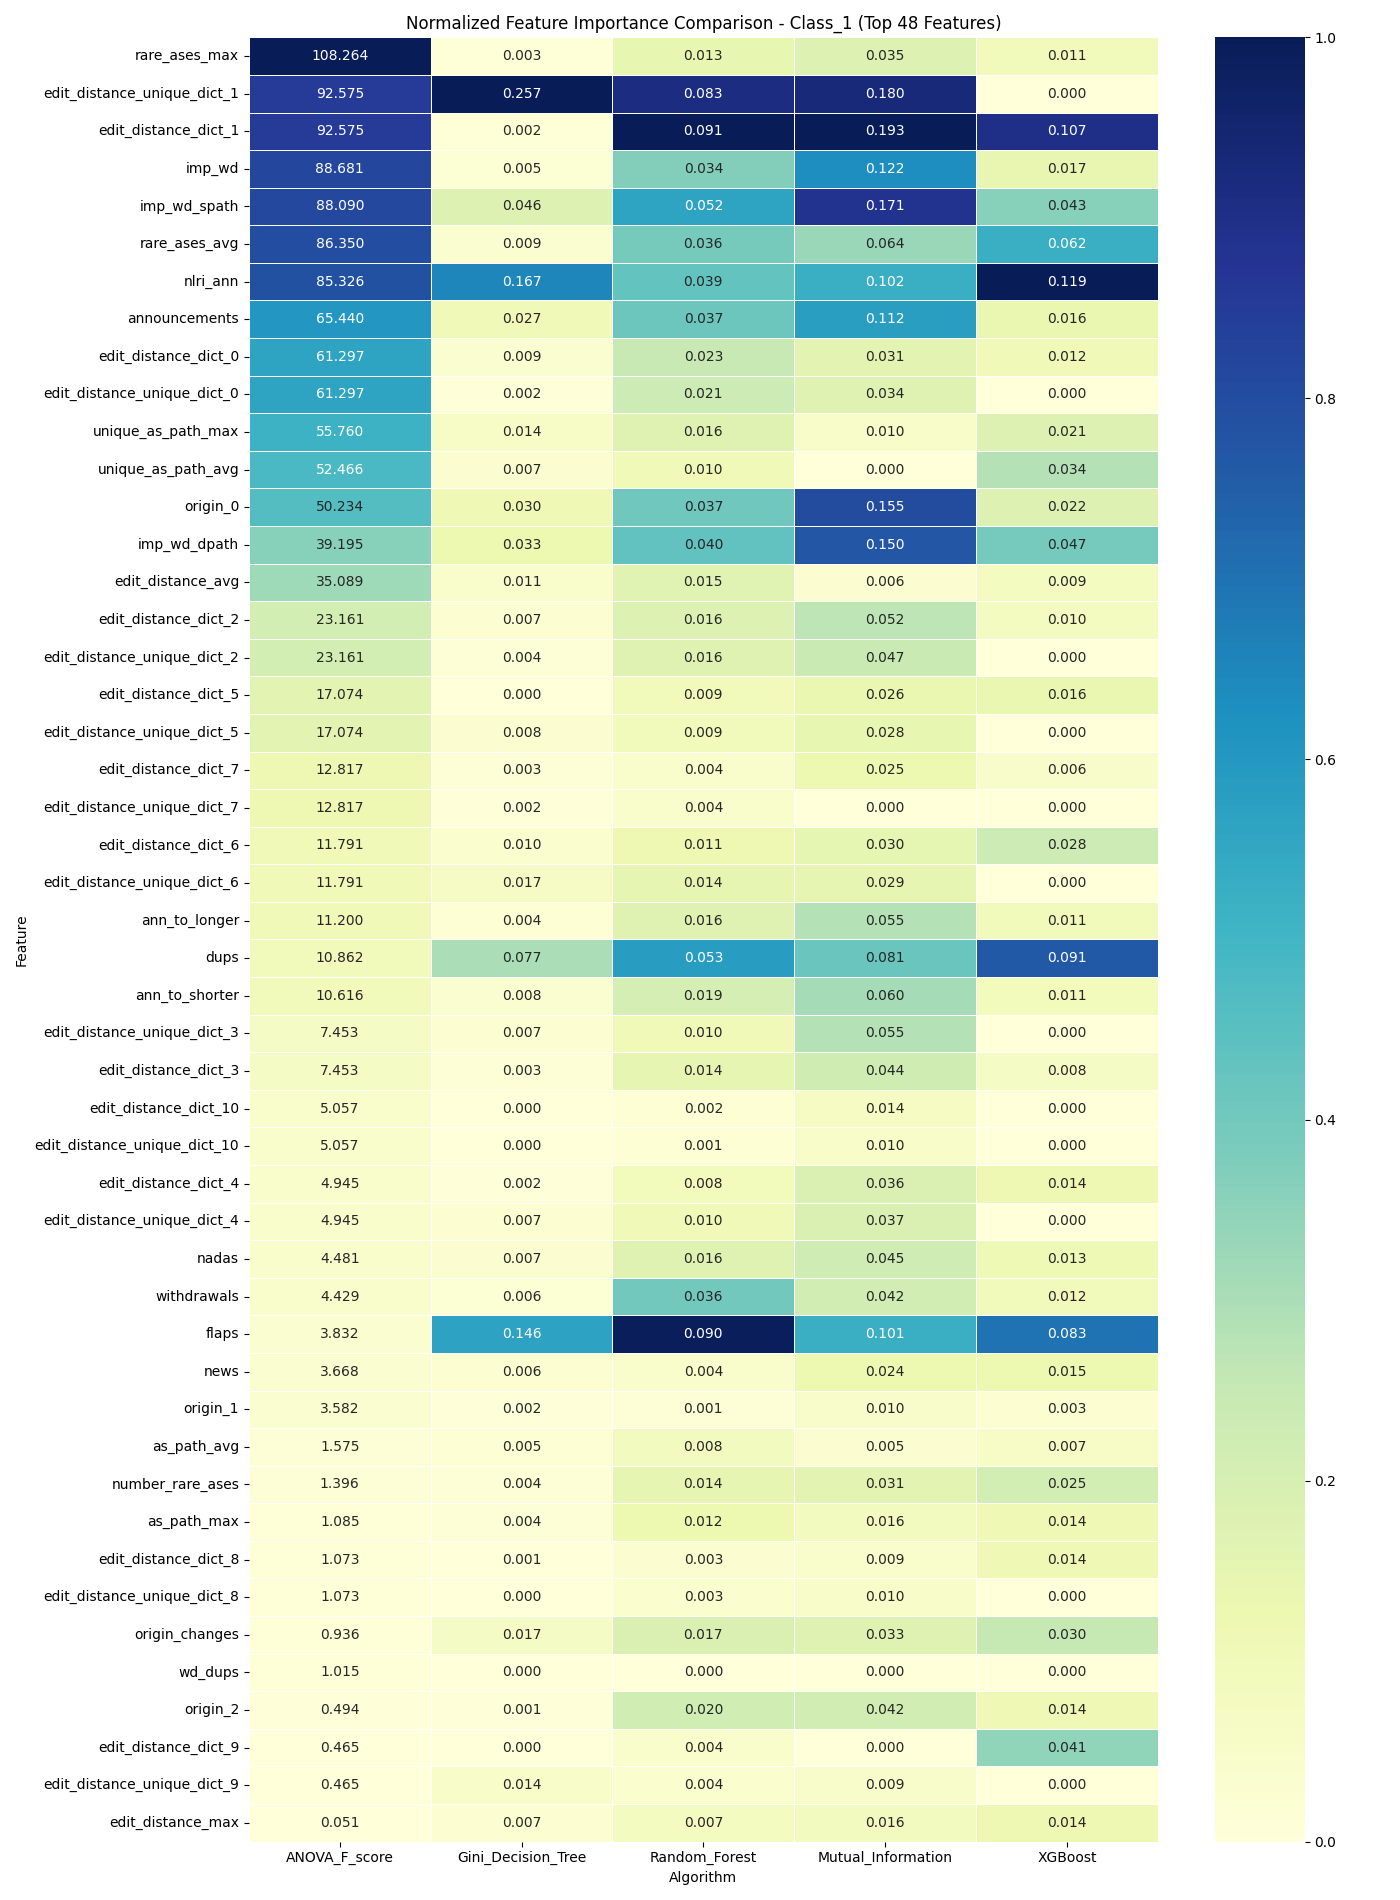 Normalized Feature Importance Comparison - Class_1 (Top 48 Features)
rare_ases_max 108.264 0.003 0.013 0.035 0.011
edit_distance_unique_dict_1 92.575 0.257 0.083 0.180 0.000
edit_distance_dict_1 92.575 0.002 0.091 0.193 0.107
imp_wd 88.681 0.005 0.034 0.122 0.017
imp_wd_spath 88.090 0.046 0.052 0.171 0.043
rare_ases_avg 86.350 0.009 0.036 0.064 0.062
nlri_ann 85.326 0.167 0.039 0.102 0.119
announcements 65.440 0.027 0.037 0.112 0.016
edit_distance_dict_0 61.297 0.009 0.023 0.031 0.012
edit_distance_unique_dict_0 61.297 0.002 0.021 0.034 0.000
unique_as_path_max 55.760 0.014 0.016 0.010 0.021
unique_as_path_avg 52.466 0.007 0.010 0.000 0.034
origin_0 50.234 0.030 0.037 0.155 0.022
imp_wd_dpath 39.195 0.033 0.040 0.150 0.047
edit_distance_avg 35.089 0.011 0.015 0.006 0.009
edit_distance_dict_2 23.161 0.007 0.016 0.052 0.010
edit_distance_unique_dict_2 23.161 0.004 0.016 0.047 0.000
edit_distance_dict_5 17.074 0.000 0.009 0.026 0.016
edit_distance_unique_dict_5 17.074 0.008 0.009 0.028 0.000
edit_distance_dict_7 12.817 0.003 0.004 0.025 0.006
edit_distance_unique_dict_7 12.817 0.002 0.004 0.000 0.000
edit_distance_dict_6 11.791 0.010 0.011 0.030 0.028
edit_distance_unique_dict_6 11.791 0.017 0.014 0.029 0.000
ann_to_longer 11.200 0.004 0.016 0.055 0.011
dups 10.862 0.077 0.053 0.081 0.091
ann_to_shorter 10.616 0.008 0.019 0.060 0.011
edit_distance_unique_dict_3 7.453 0.007 0.010 0.055 0.000
edit_distance_dict_3 7.453 0.003 0.014 0.044 0.008
edit_distance_dict_10 5.057 0.000 0.002 0.014 0.000
edit_distance_unique_dict_10 5.057 0.000 0.001 0.010 0.000
edit_distance_dict_4 4.945 0.002 0.008 0.036 0.014
edit_distance_unique_dict_4 4.945 0.007 0.010 0.037 0.000
nadas 4.481 0.007 0.016 0.045 0.013
withdrawals 4.429 0.006 0.036 0.042 0.012
flaps 3.832 0.146 0.090 0.101 0.083
news 3.668 0.006 0.004 0.024 0.015
origin_1 3.582 0.002 0.001 0.010 0.003
as_path_avg 1.575 0.005 0.008 0.005 0.007
number_rare_ases 1.396 0.004 0.014 0.031 0.025
as_path_max 1.085 0.004 0.012 0.016 0.014
edit_distance_dict_8 1.073 0.001 0.003 0.009 0.014
edit_distance_unique_dict_8 1.073 0.000 0.003 0.010 0.000
origin_changes 0.936 0.017 0.017 0.033 0.030
wd_dups 1.015 0.000 0.000 0.000 0.000
origin_2 0.494 0.001 0.020 0.042 0.014
edit_distance_dict_9 0.465 0.000 0.004 0.000 0.041
edit_distance_unique_dict_9 0.465 0.014 0.004 0.009 0.000
edit_distance_max 0.051 0.007 0.007 0.016 0.014
Feature
ANOVA_F_score Gini_Decision_Tree Random_Forest Mutual_Information XGBoost
Algorithm
1.0
0.8
0.6
0.4
0.2
0.0